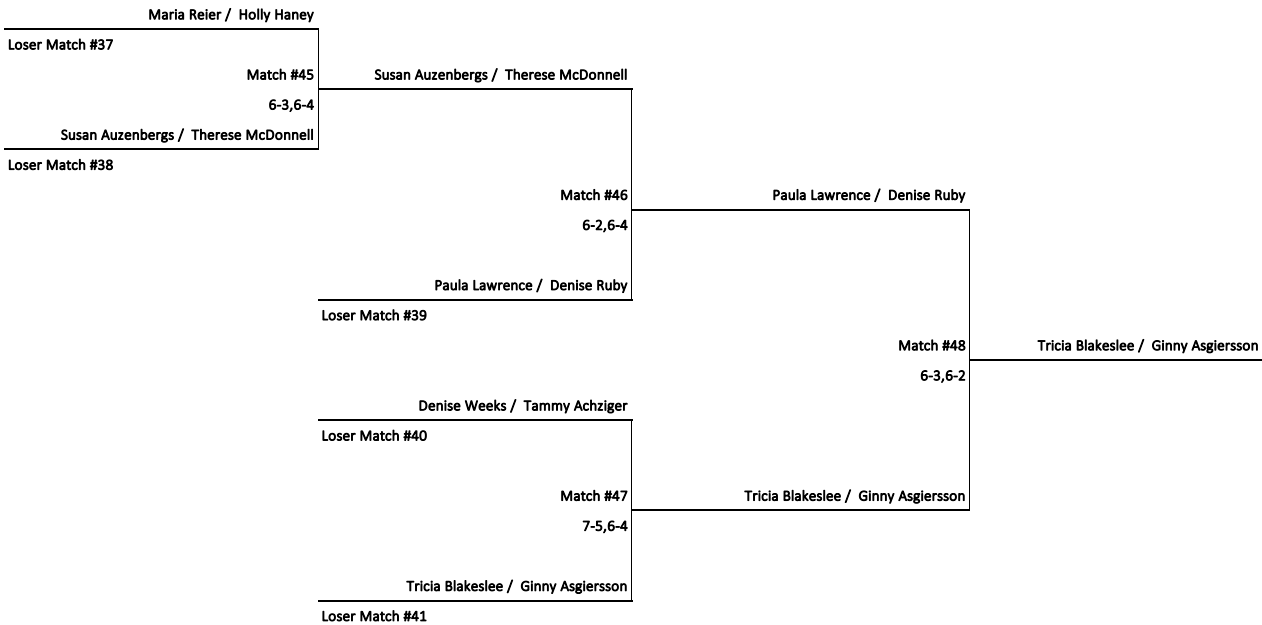 Maria Reier /  Holly Haney
Loser Match #37
Match #45
Susan Auzenbergs /  Therese McDonnell
6-3,6-4
Susan Auzenbergs /  Therese McDonnell
Loser Match #38
Match #46
Paula Lawrence /  Denise Ruby
6-2,6-4
Paula Lawrence /  Denise Ruby
Loser Match #39
Match #48
Tricia Blakeslee /  Ginny Asgiersson
6-3,6-2
Denise Weeks /  Tammy Achziger
Loser Match #40
Match #47
Tricia Blakeslee /  Ginny Asgiersson
7-5,6-4
Tricia Blakeslee /  Ginny Asgiersson
Loser Match #41